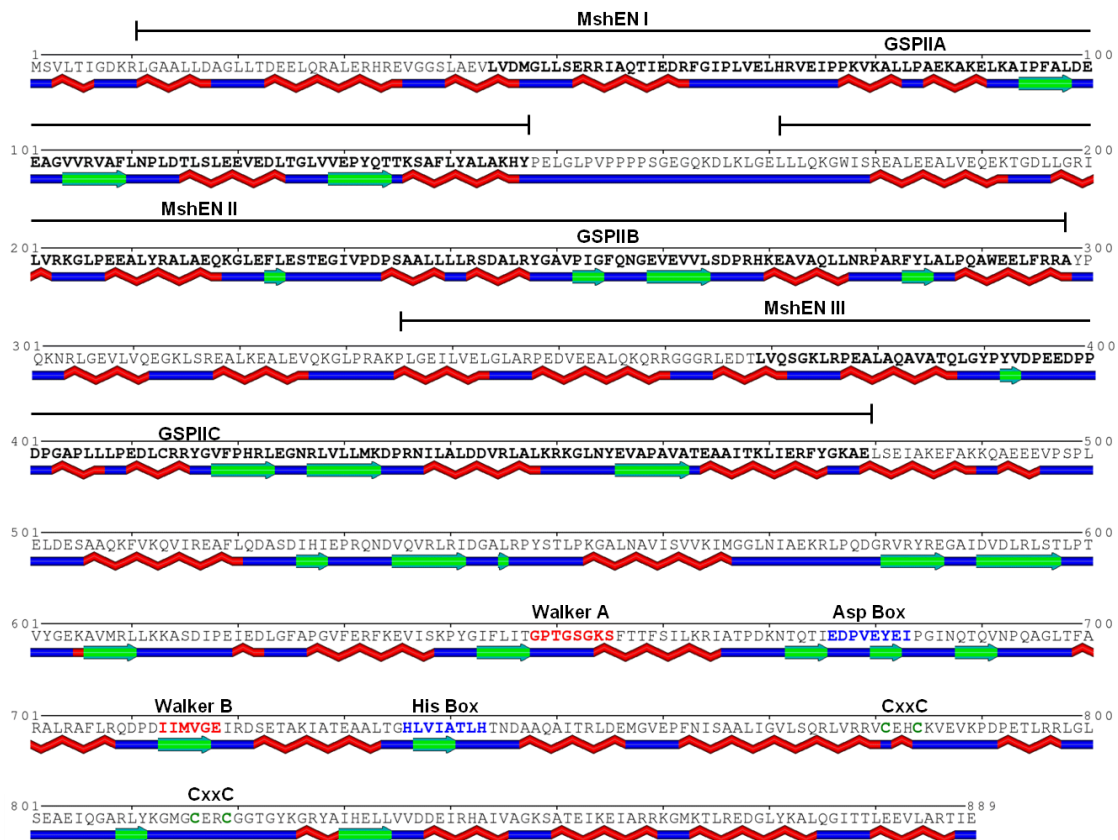 MshEN I
GSPIIA
1 100
MSVLTIGDKRLGAALLDAGLLTDEELQRALERHREVGGSLAEVLVDMGLLSERRIAQTIEDRFGIPLVELHRVEIPPKVKALLPAEKAKELKAIPFALDE
101 200
EAGVVRVAFLNPLDTLSLEEVEDLTGLVVEPYQTTKSAFLYALAKHYPELGLPVPPPPSGEGQKDLKLGELLLQKGWISREALEEALVEQEKTGDLLGRI
MshEN II
GSPIIB
201 300
LVRKGLPEEALYRALAEQKGLEFLESTEGIVPDPSAALLLLRSDALRYGAVPIGFQNGEVEVVLSDPRHKEAVAQLLNRPARFYLALPQAWEELFRRAYP
MshEN III
301 400
QKNRLGEVLVQEGKLSREALKEALEVQKGLPRAKPLGEILVELGLARPEDVEEALQKQRRGGGRLEDTLVQSGKLRPEALAQAVATQLGYPYVDPEEDPP
GSPIIC
401 500
DPGAPLLLPEDLCRRYGVFPHRLEGNRLVLLMKDPRNILALDDVRLALKRKGLNYEVAPAVATEAAITKLIERFYGKAELSEIAKEFAKKQAEEEVPSPL
501 600
ELDESAAQKFVKQVIREAFLQDASDIHIEPRQNDVQVRLRIDGALRPYSTLPKGALNAVISVVKIMGGLNIAEKRLPQDGRVRYREGAIDVDLRLSTLPT
Walker A Asp Box
601 700
VYGEKAVMRLLKKASDIPEIEDLGFAPGVFERFKEVISKPYGIFLITGPTGSGKSFTTFSILKRIATPDKNTQTIEDPVEYEIPGINQTQVNPQAGLTFA
Walker B His Box CxxC
701 800
RALRAFLRQDPDIIMVGEIRDSETAKIATEAALTGHLVIATLHTNDAAQAITRLDEMGVEPFNISAALIGVLSQRLVRRVCEHCKVEVKPDPETLRRLGL
CxxC
801 889
SEAEIQGARLYKGMGCERCGGTGYKGRYAIHELLVVDDEIRHAIVAGKSATEIKEIARRKGMKTLREDGLYKALQGITTLEEVLARTIE